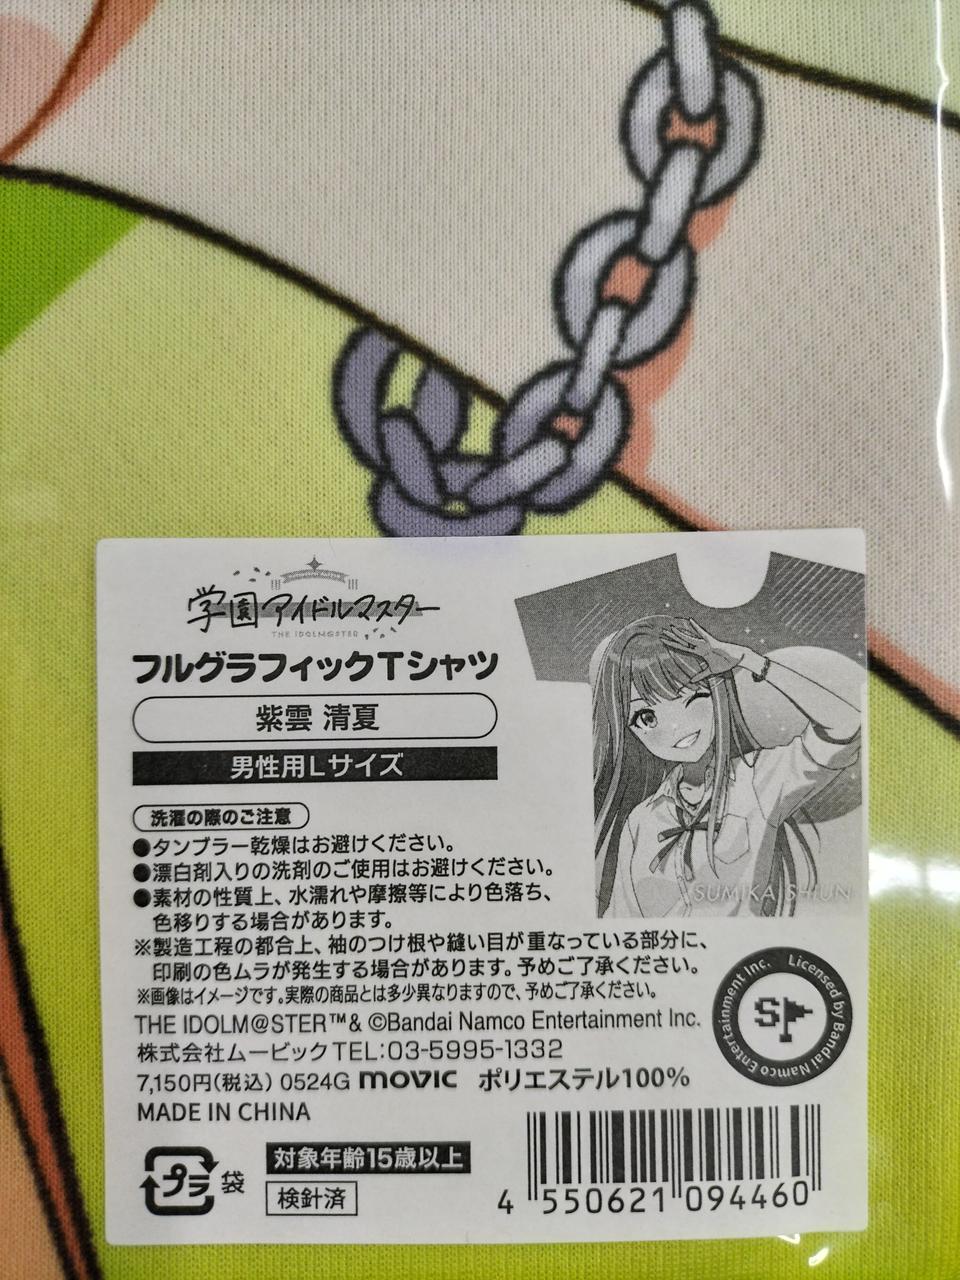 学園アイドルマスター
THE IDOLM@STER
フルグラフィックTシャツ
紫雲 清夏
男性用Lサイズ
SUMIKA SHIUN
洗濯の際のご注意
●タンブラー乾燥はお避けください。
●漂白剤入りの洗剤のご使用はお避けください。
●素材の性質上、水濡れや摩擦等により色落ち、
色移りする場合があります。
※製造工程の都合上、袖のつけ根や縫い目が重なっている部分に、
印刷の色ムラが発生する場合があります。予めご了承ください。
※画像はイメージです。実際の商品とは多少異なりますので、予めご了承ください。
THE IDOLM@STER™& ©Bandai Namco Entertainment Inc.
株式会社ムービック TEL:03-5995-1332
7,150円(税込) 0524G movic ポリエステル100%
MADE IN CHINA
Licensed by Bandai Namco Entertainment Inc.
S
プラ 袋
対象年齢15歳以上
検針済
4 550621 094460